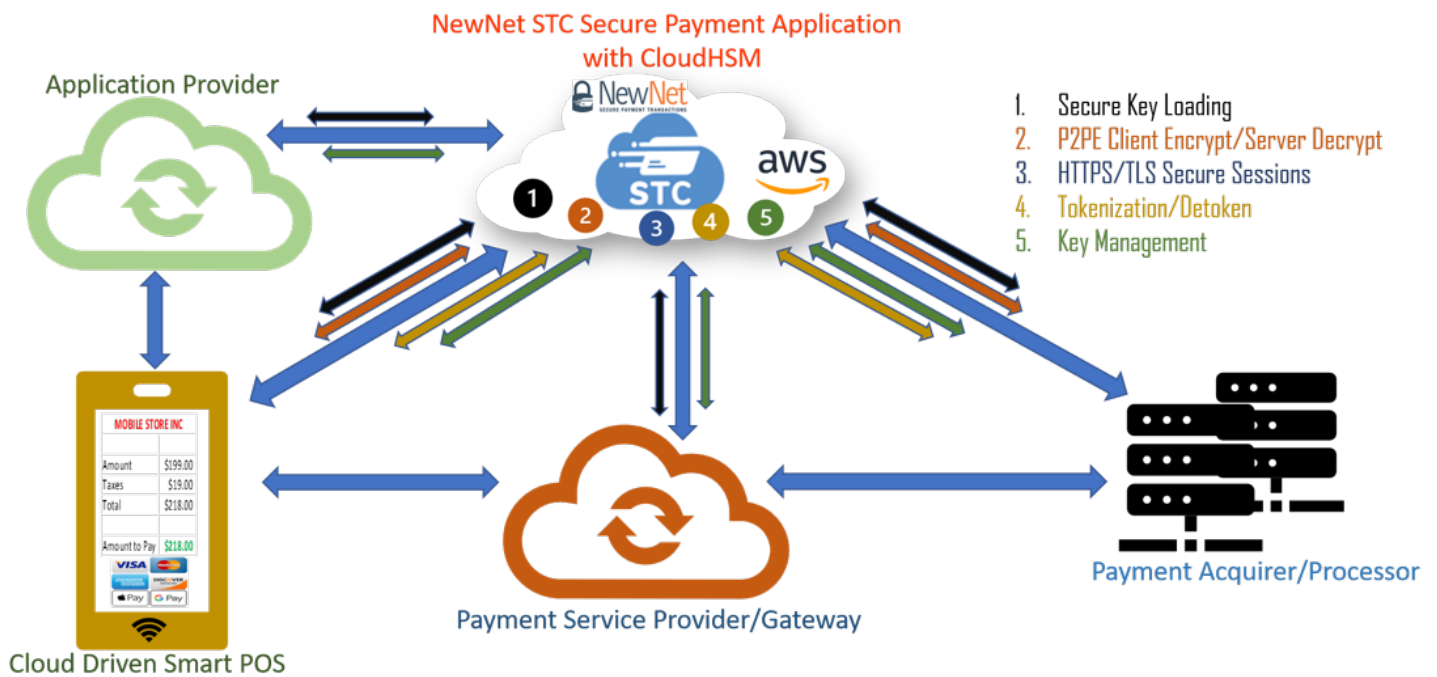 NewNet STC Secure Payment Application
with CloudHSM
Application Provider
NewNet
SECURE PAYMENT TRANSACTIONS
STC
aws
1
2
3
4
5
1. Secure Key Loading
2. P2PE Client Encrypt/Server Decrypt
3. HTTPS/TLS Secure Sessions
4. Tokenization/Detoken
5. Key Management
MOBILE STORE INC
Amount $199.00
Taxes $19.00
Total $218.00
Amount to Pay $218.00
VISA
DISCOVER
Pay G Pay
Cloud Driven Smart POS
Payment Service Provider/Gateway
Payment Acquirer/Processor